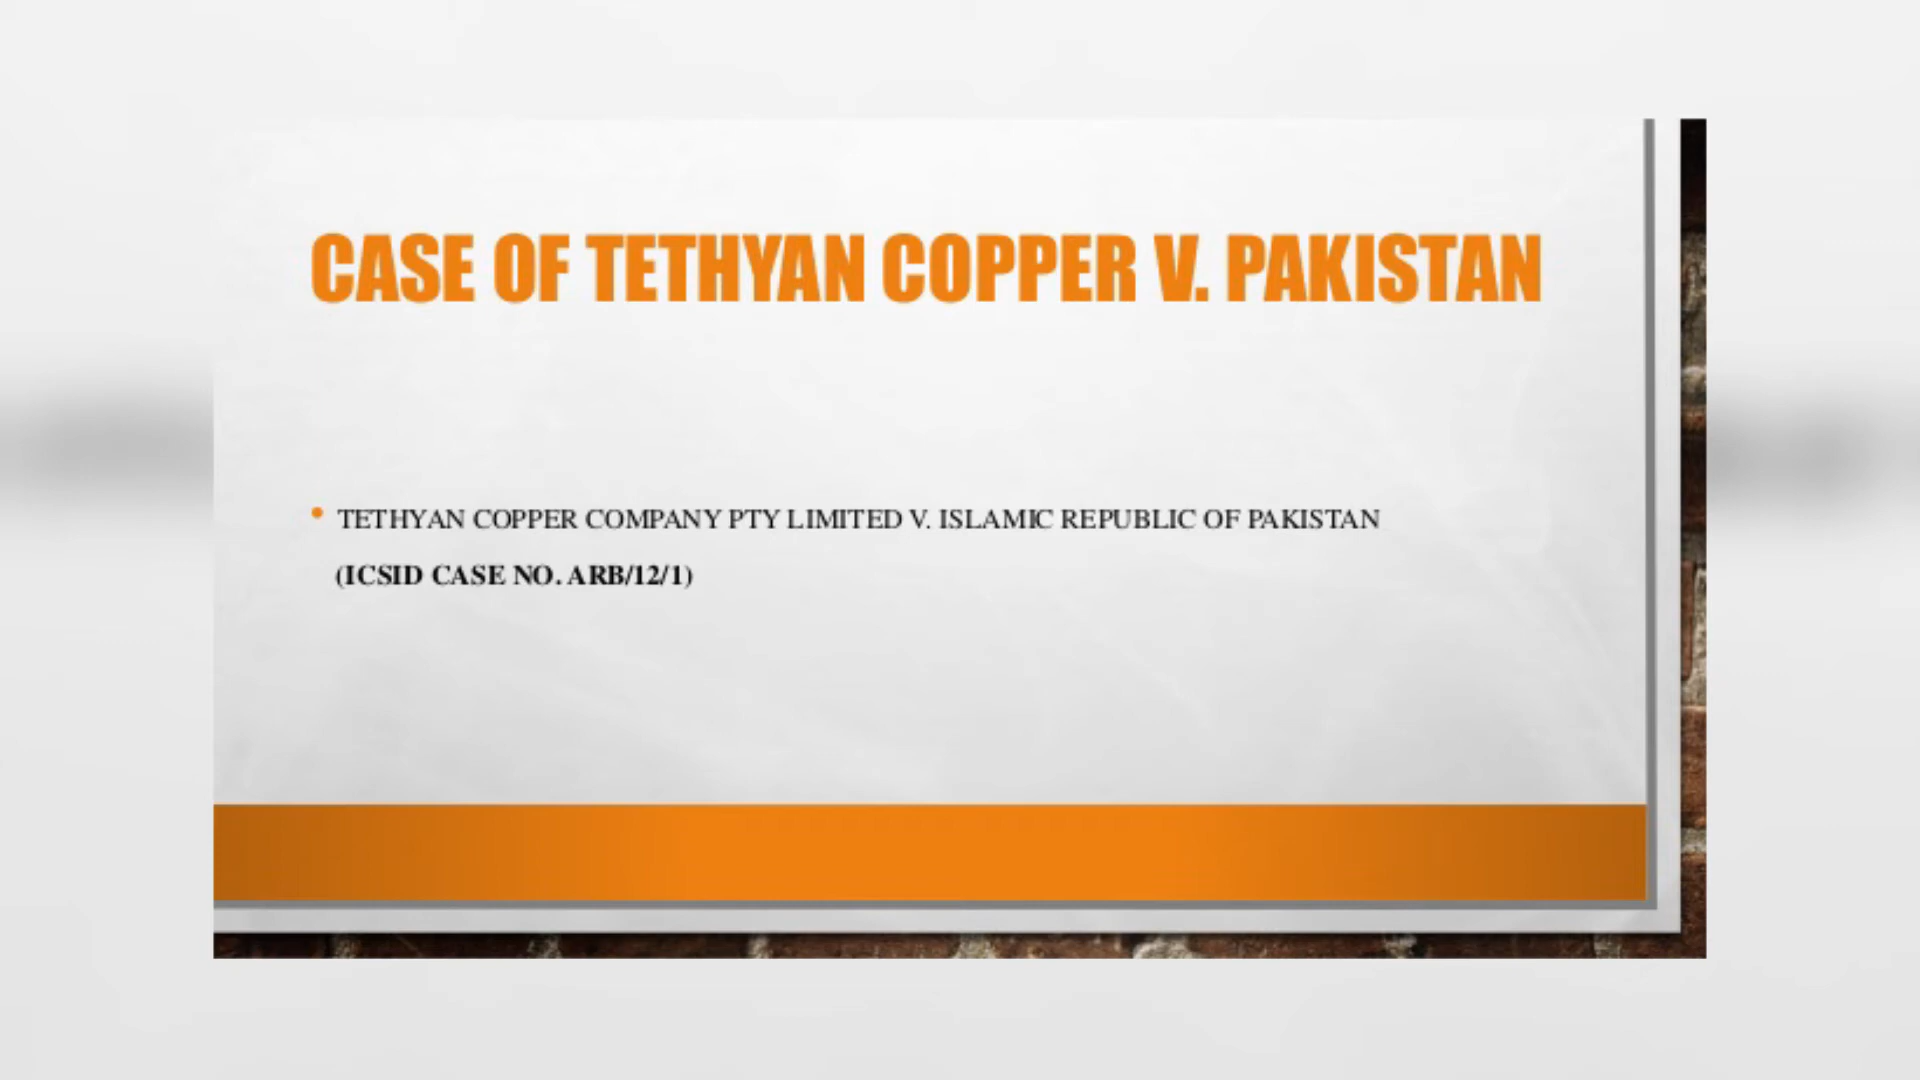 CASE OF TETHYAN COPPER V. PAKISTAN
• TETHYAN COPPER COMPANY PTY LIMITED V. ISLAMIC REPUBLIC OF PAKISTAN
(ICSID CASE NO. ARB/12/1)